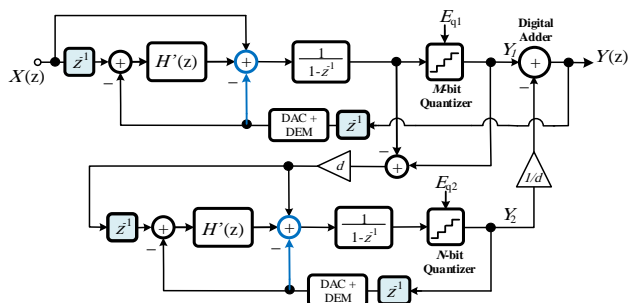 E_q1
Digital
Adder
X(z)
z^-1
H'(z)
1
1-z^-1
Y_1
Y(z)
M-bit
Quantizer
DAC +
DEM
z^-1
d
1/d
E_q2
z^-1
H'(z)
1
1-z^-1
Y_2
N-bit
Quantizer
DAC +
DEM
z^-1